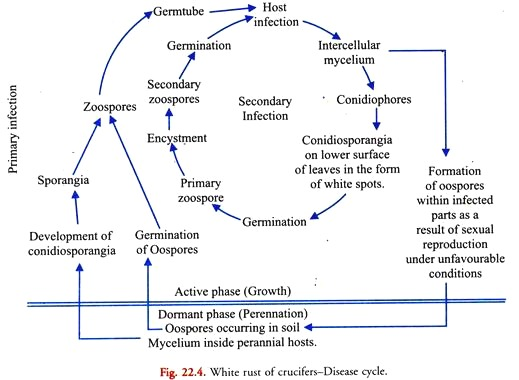 Germtube
Host
infection
Germination
Intercellular
mycelium
Secondary
zoospores
Zoospores
Secondary
Infection
Conidiophores
Primary infection
Encystment
Conidiosporangia
on lower surface
of leaves in the form
of white spots.
Sporangia
Primary
zoospore
Formation
of oospores
within infected
parts as a
result of sexual
reproduction
under unfavourable
conditions
Germination
Development of
conidiosporangia
Germination
of Oospores
Active phase (Growth)
Dormant phase (Perennation)
Oospores occurring in soil
Mycelium inside perannial hosts.
Fig. 22.4. White rust of crucifers–Disease cycle.